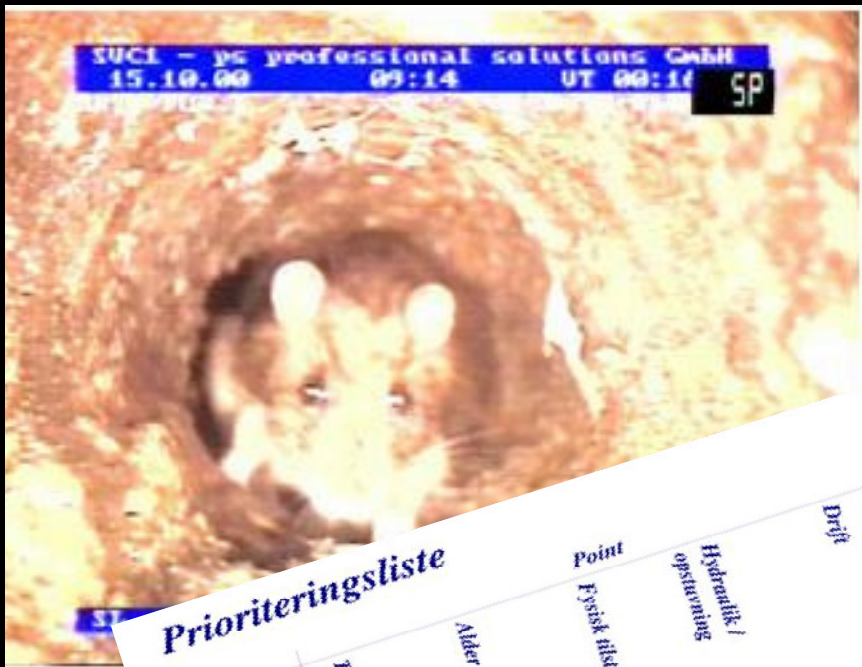 SVC1 - ps professional solutions GmbH
15.10.00 09:14 UT 00:16
SP
Prioriteringsliste
Point
Alder
Fysisk
Hydraulik /
opstuvning
Drift